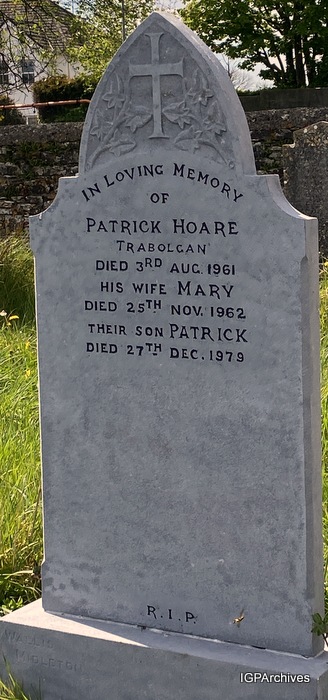 IN LOVING MEMORY
OF
PATRICK HOARE
TRABOLGAN
DIED 3RD AUG. 1961
HIS WIFE MARY
DIED 25TH NOV. 1962
THEIR SON PATRICK
DIED 27TH DEC. 1979
R.I.P.
MIDLETON
IGPArchives